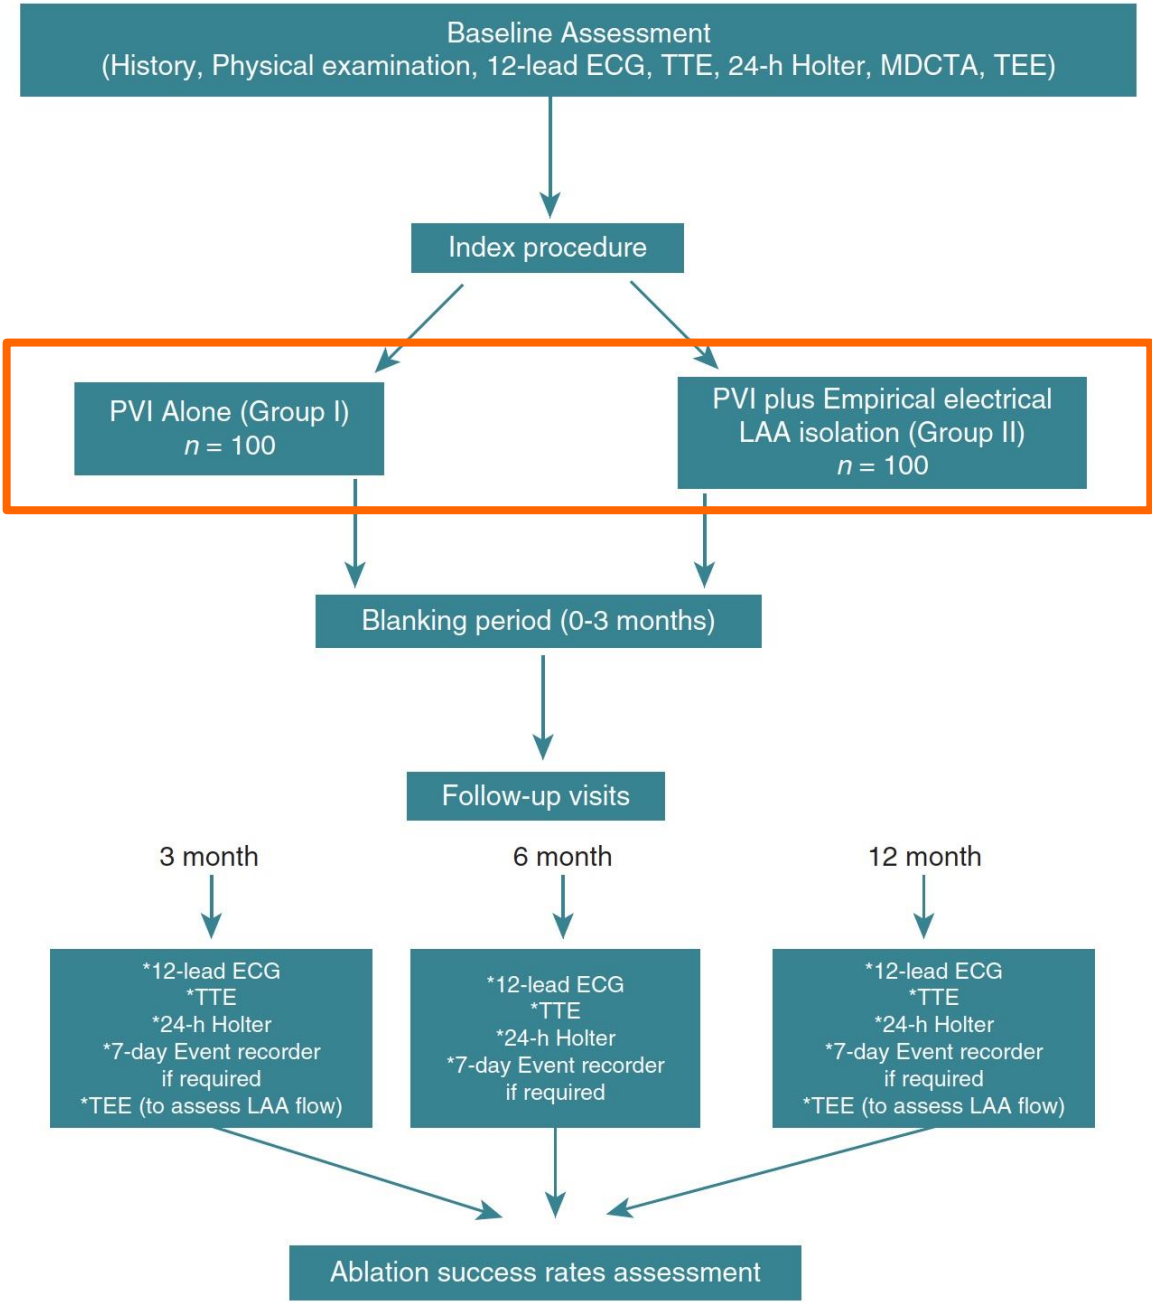 Baseline Assessment
(History, Physical examination, 12-lead ECG, TTE, 24-h Holter, MDCTA, TEE)
Index procedure
PVI Alone (Group I)
n = 100
PVI plus Empirical electrical
LAA isolation (Group II)
n = 100
Blanking period (0-3 months)
Follow-up visits
3 month
6 month
12 month
*12-lead ECG
*TTE
*24-h Holter
*7-day Event recorder
if required
*TEE (to assess LAA flow)
*12-lead ECG
*TTE
*24-h Holter
*7-day Event recorder
if required
*12-lead ECG
*TTE
*24-h Holter
*7-day Event recorder
if required
*TEE (to assess LAA flow)
Ablation success rates assessment